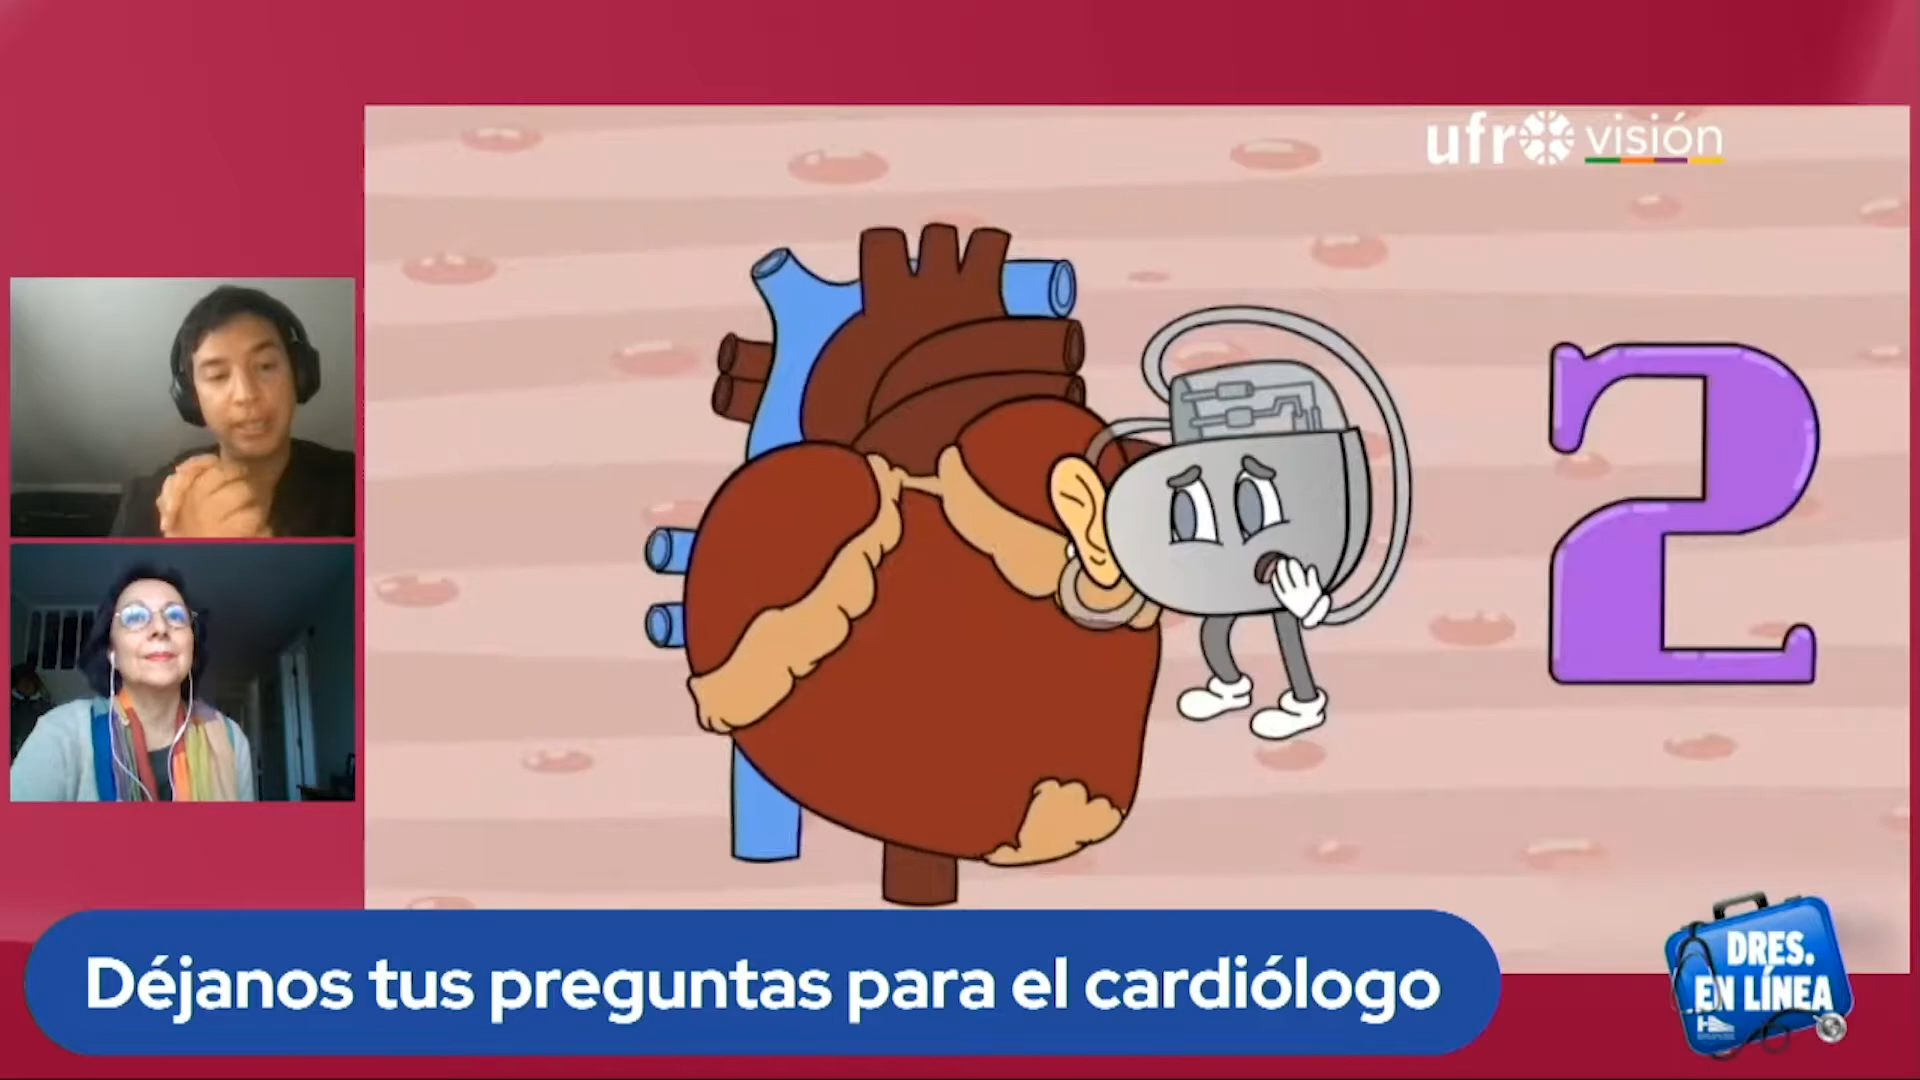 ufro visión
2
Déjanos tus preguntas para el cardiólogo
DRES.
EN LÍNEA